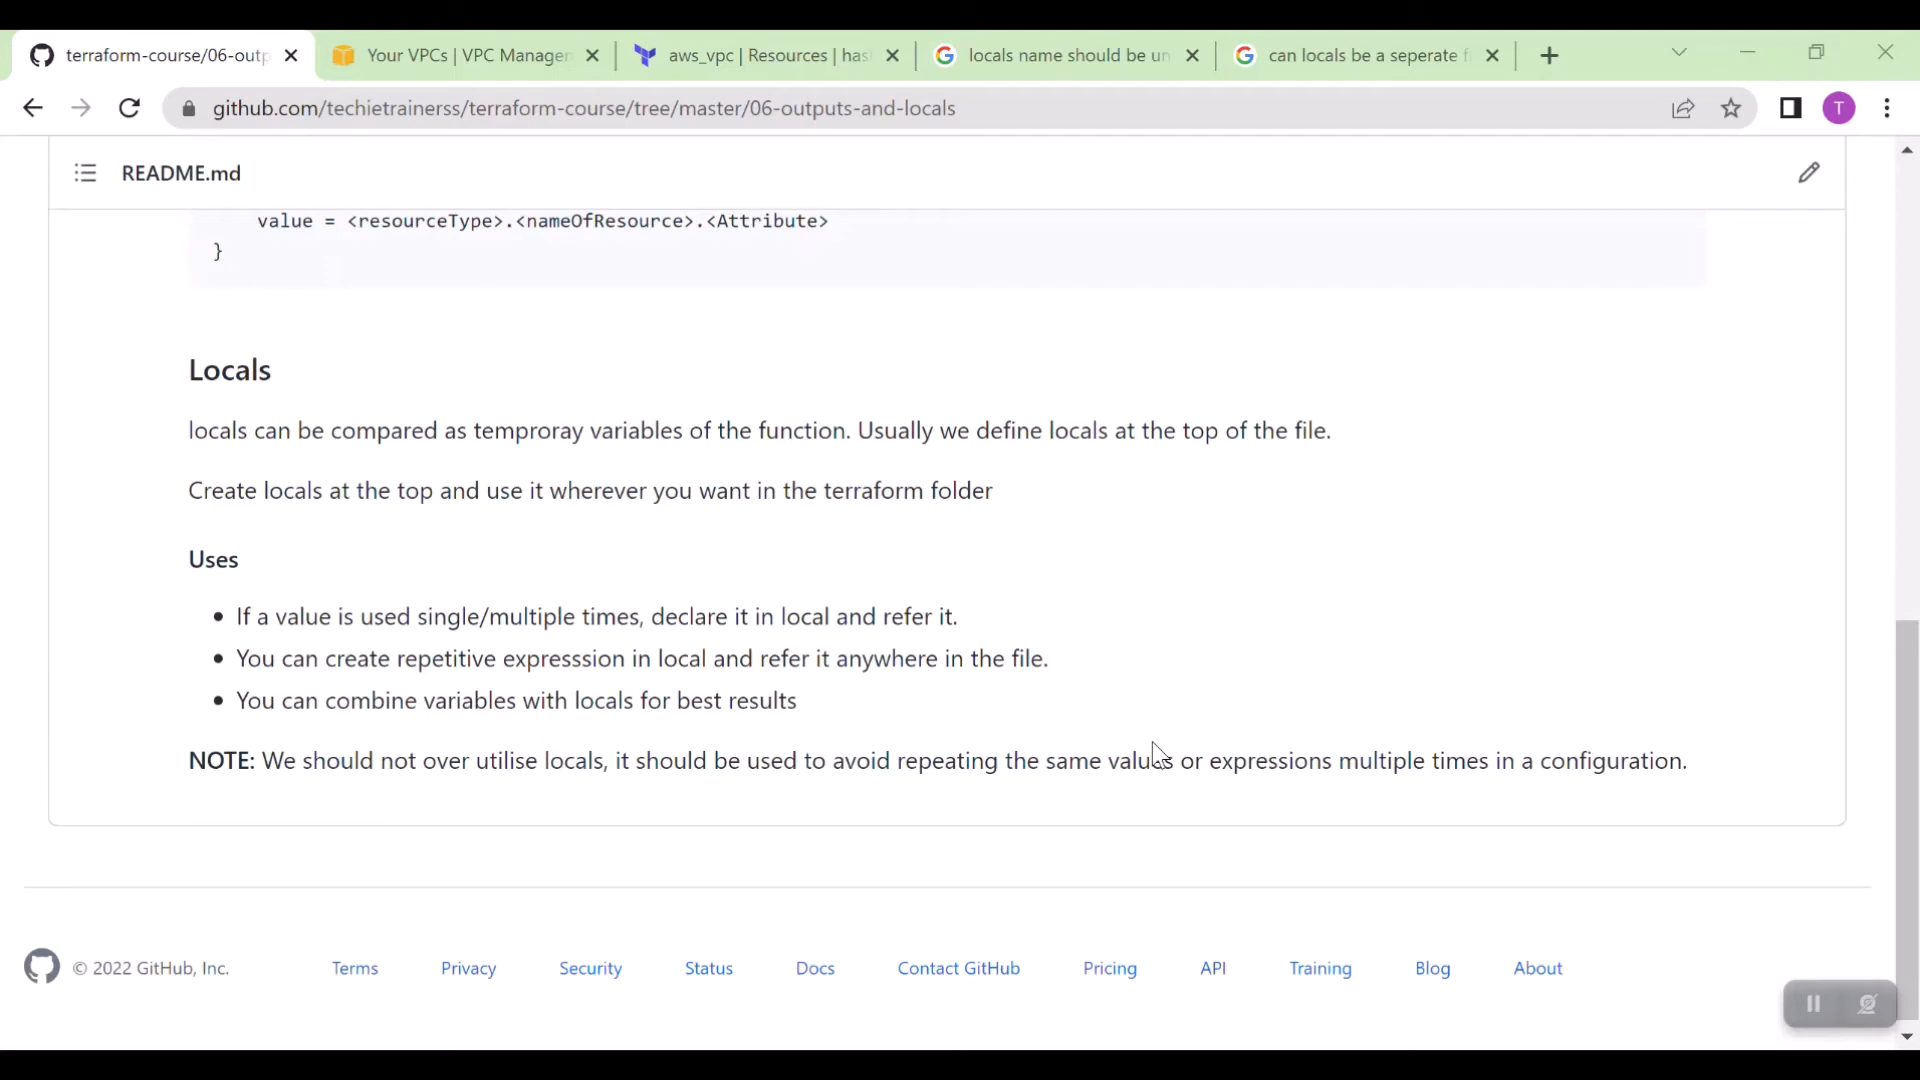 terraform-course/06-outp
Your VPCs | VPC Managen
aws_vpc | Resources | has
locals name should be un
can locals be a seperate f
github.com/techietrainerss/terraform-course/tree/master/06-outputs-and-locals
T
README.md
value = <resourceType>.<nameOfResource>.<Attribute>
}
Locals
locals can be compared as temproray variables of the function. Usually we define locals at the top of the file.
Create locals at the top and use it wherever you want in the terraform folder
Uses
If a value is used single/multiple times, declare it in local and refer it.
You can create repetitive expresssion in local and refer it anywhere in the file.
You can combine variables with locals for best results
NOTE: We should not over utilise locals, it should be used to avoid repeating the same values or expressions multiple times in a configuration.
© 2022 GitHub, Inc.
Terms
Privacy
Security
Status
Docs
Contact GitHub
Pricing
API
Training
Blog
About